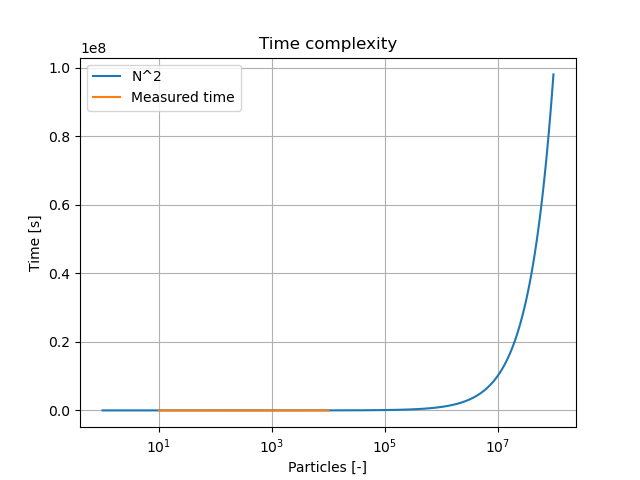 Time complexity
1e8
N^2
Measured time
1.0
0.8
0.6
0.4
0.2
0.0
Time [s]
10^1 10^3 10^5 10^7
Particles [-]